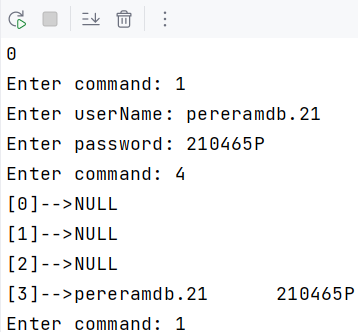 0
Enter command: 1
Enter userName: pereramdb.21
Enter password: 210465P
Enter command: 4
[0]-->NULL
[1]-->NULL
[2]-->NULL
[3]-->pereramdb.21 210465P
Enter command: 1